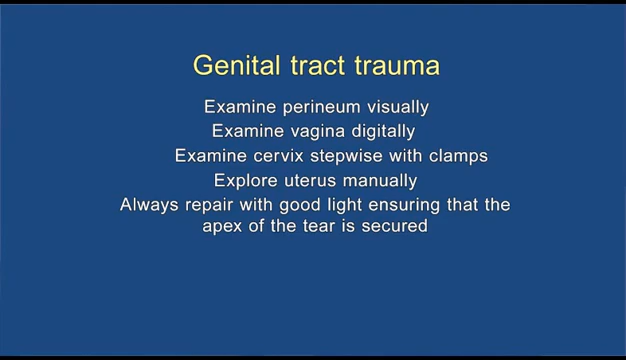 Genital tract trauma
Examine perineum visually
Examine vagina digitally
Examine cervix stepwise with clamps
Explore uterus manually
Always repair with good light ensuring that the
apex of the tear is secured